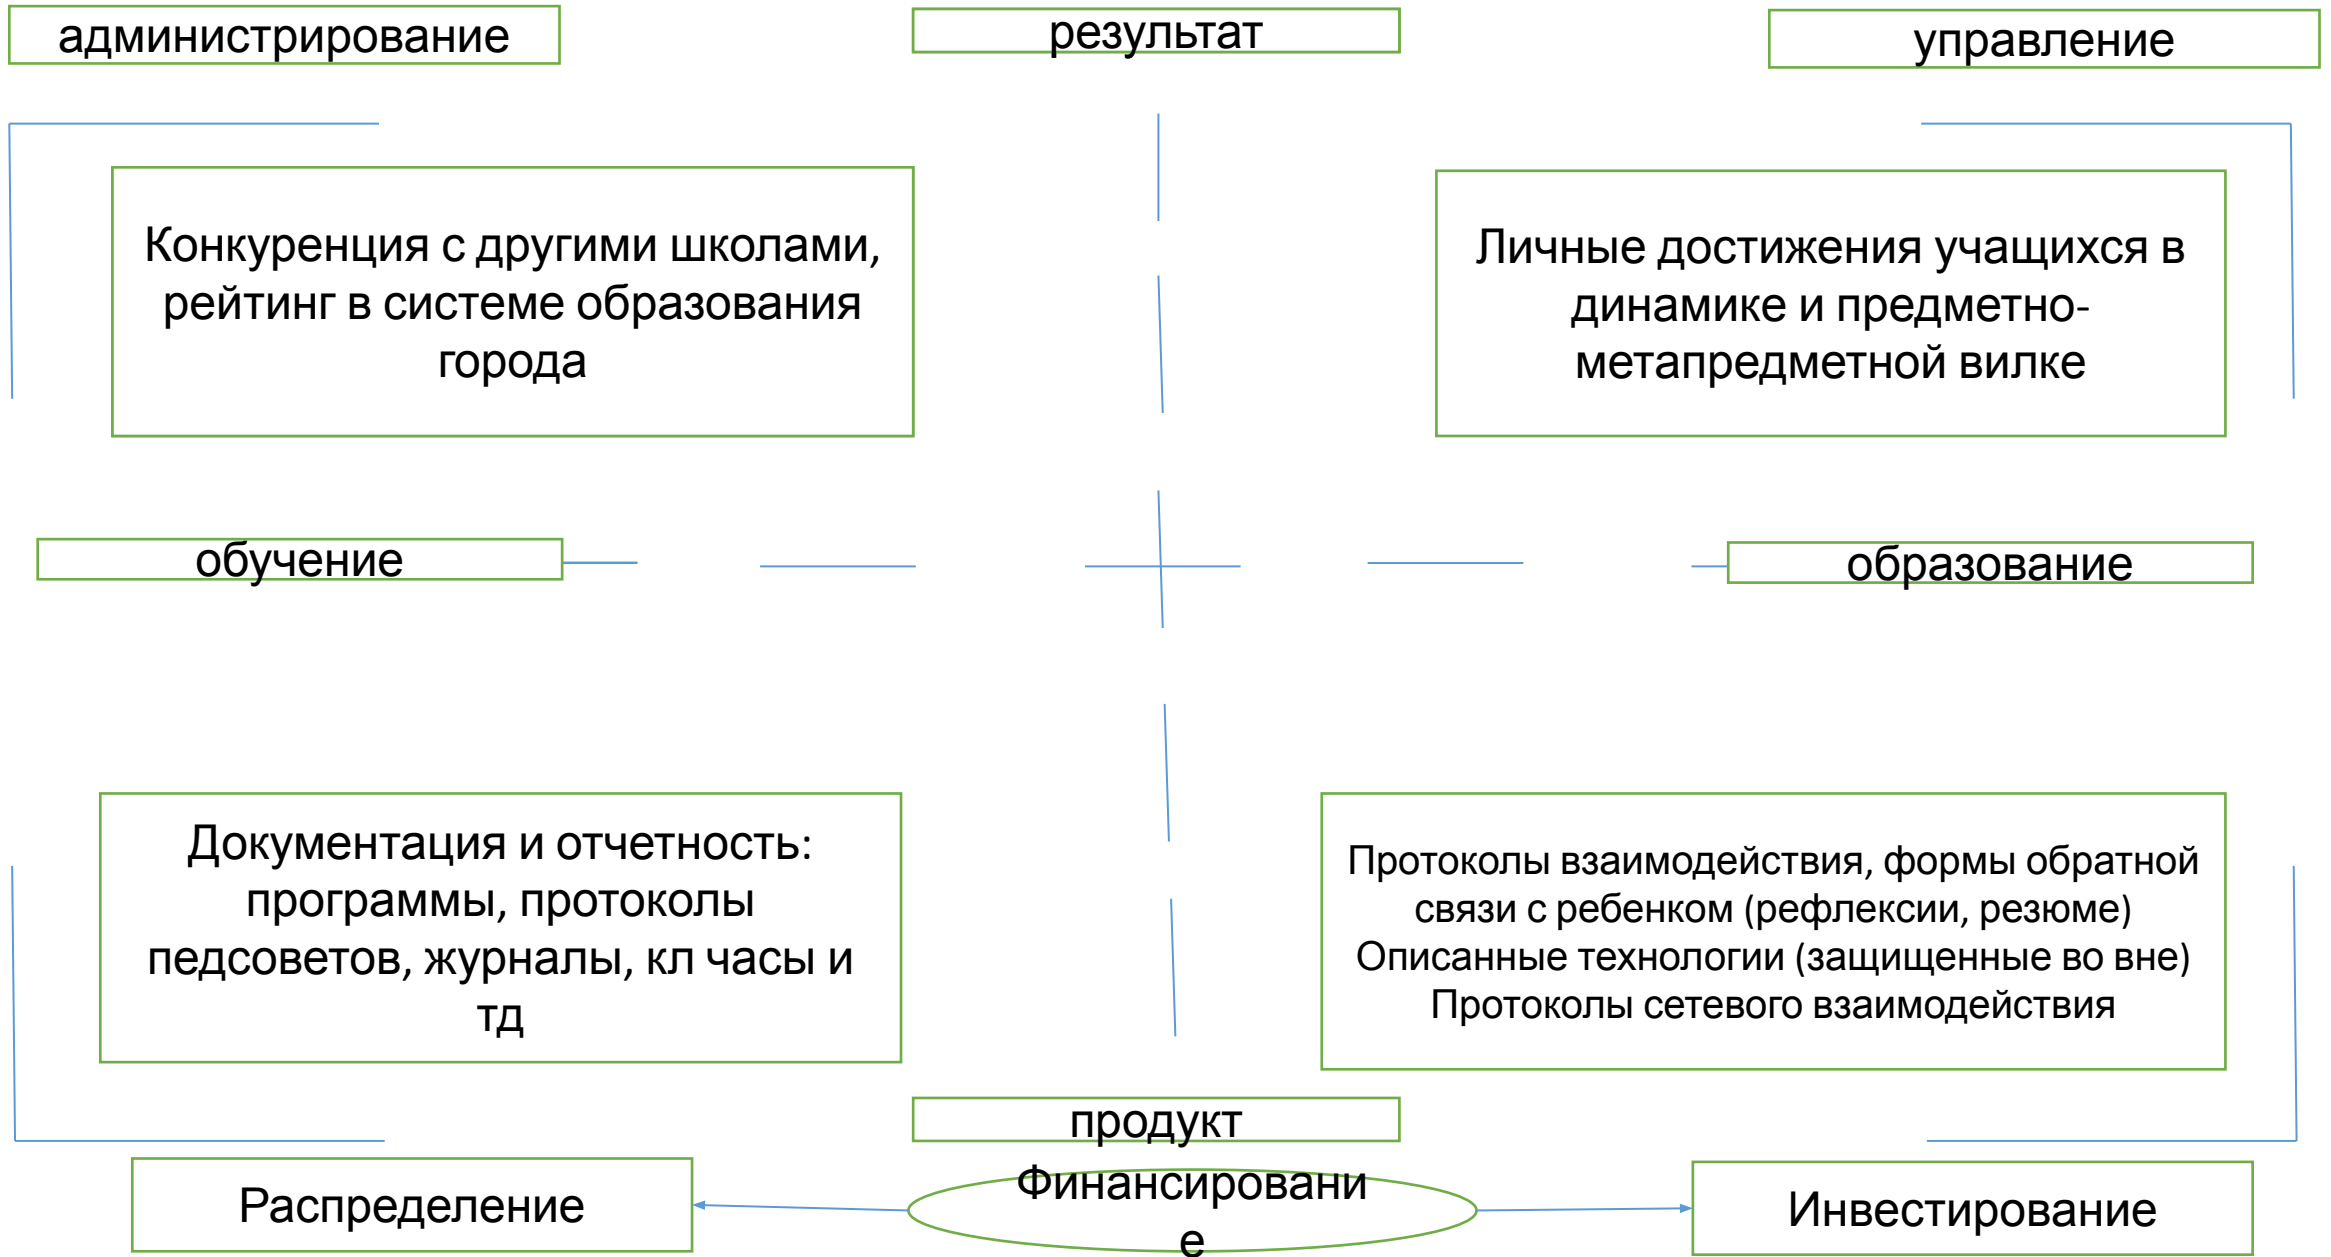 администрирование
результат
управление
Конкуренция с другими школами,
рейтинг в системе образования
города
Личные достижения учащихся в
динамике и предметно-
метапредметной вилке
обучение
образование
Документация и отчетность:
программы, протоколы
педсоветов, журналы, кл часы и
тд
Протоколы взаимодействия, формы обратной
связи с ребенком (рефлексии, резюме)
Описанные технологии (защищенные во вне)
Протоколы сетевого взаимодействия
продукт
Распределение
Финансировани
е
Инвестирование